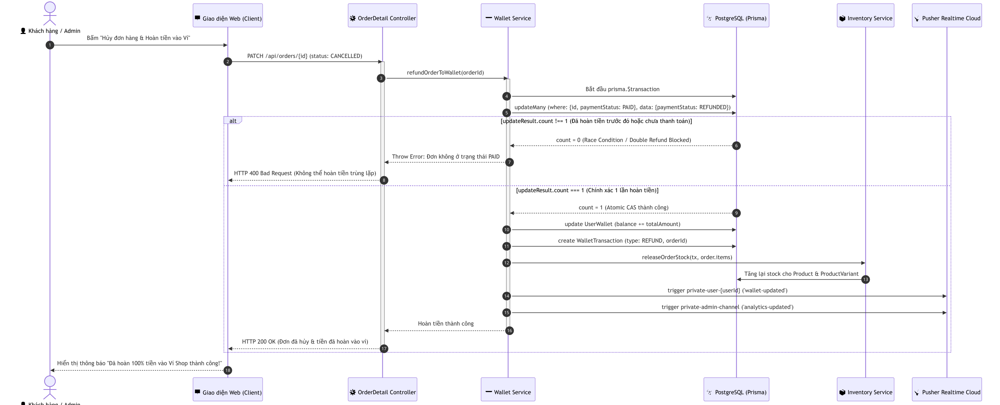 Giao diện Web (Client)
OrderDetail Controller
Wallet Service
PostgreSQL (Prisma)
Inventory Service
Pusher Realtime Cloud
Khách hàng / Admin
Bấm "Hủy đơn hàng & Hoàn tiền vào Ví"
1
PATCH /api/orders/{id} (status: CANCELLED)
2
refundOrderToWallet(orderId)
3
Bắt đầu prisma.$transaction
4
updateMany (where: {id, paymentStatus: PAID}, data: {paymentStatus: REFUNDED})
5
alt
[updateResult.count !== 1 (Đã hoàn tiền trước đó hoặc chưa thanh toán)]
count = 0 (Race Condition / Double Refund Blocked)
6
Throw Error: Đơn không ở trạng thái PAID
7
HTTP 400 Bad Request (Không thể hoàn tiền trùng lặp)
8
[updateResult.count === 1 (Chính xác 1 lần hoàn tiền)]
count = 1 (Atomic CAS thành công)
9
update UserWallet (balance += totalAmount)
10
create WalletTransaction (type: REFUND, orderId)
11
releaseOrderStock(tx, order.items)
12
Tăng lại stock cho Product & ProductVariant
13
trigger private-user-{userId} ('wallet-updated')
14
trigger private-admin-channel ('analytics-updated')
15
Hoàn tiền thành công
16
HTTP 200 OK (Đơn đã hủy & tiền đã hoàn vào ví)
17
Hiển thị thông báo "Đã hoàn 100% tiền vào Ví Shop thành công!"
18
Giao diện Web (Client)
OrderDetail Controller
Wallet Service
PostgreSQL (Prisma)
Inventory Service
Pusher Realtime Cloud
Khách hàng / Admin